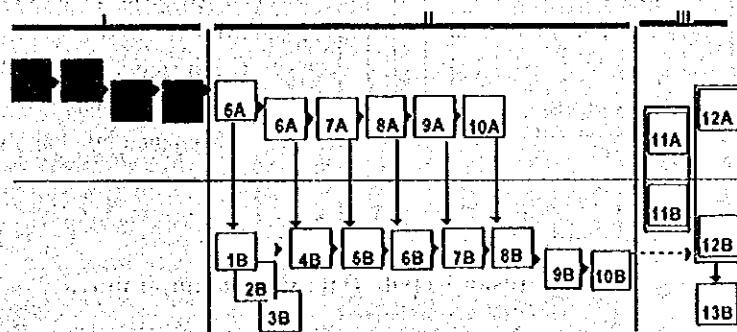 I II III
5A 6A 7A 8A 9A 10A 11A 12A
11B
1B 4B 5B 6B 7B 8B 9B 10B 12B
2B
3B 13B